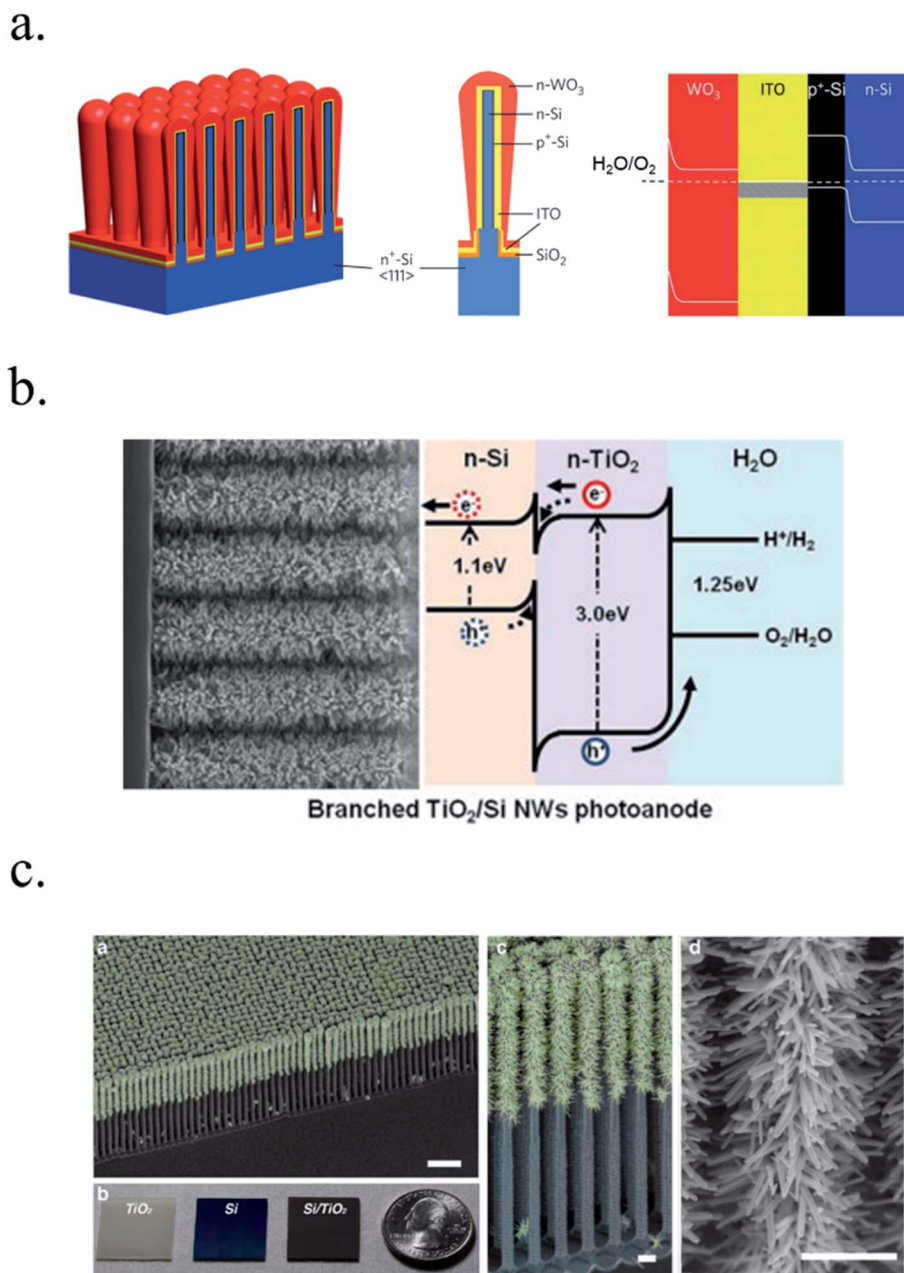 a.
n-WO₃
n-Si
p⁺-Si
ITO
SiO₂
n⁺-Si
<111>
WO₃ ITO p⁺-Si n-Si
H₂O/O₂
b.
n-Si n-TiO₂ H₂O
e⁻ e⁻
H⁺/H₂
1.1eV 1.25eV
3.0eV
h⁺ O₂/H₂O
h⁺
Branched TiO₂/Si NWs photoanode
c.
a c d
b
TiO₂ Si Si/TiO₂